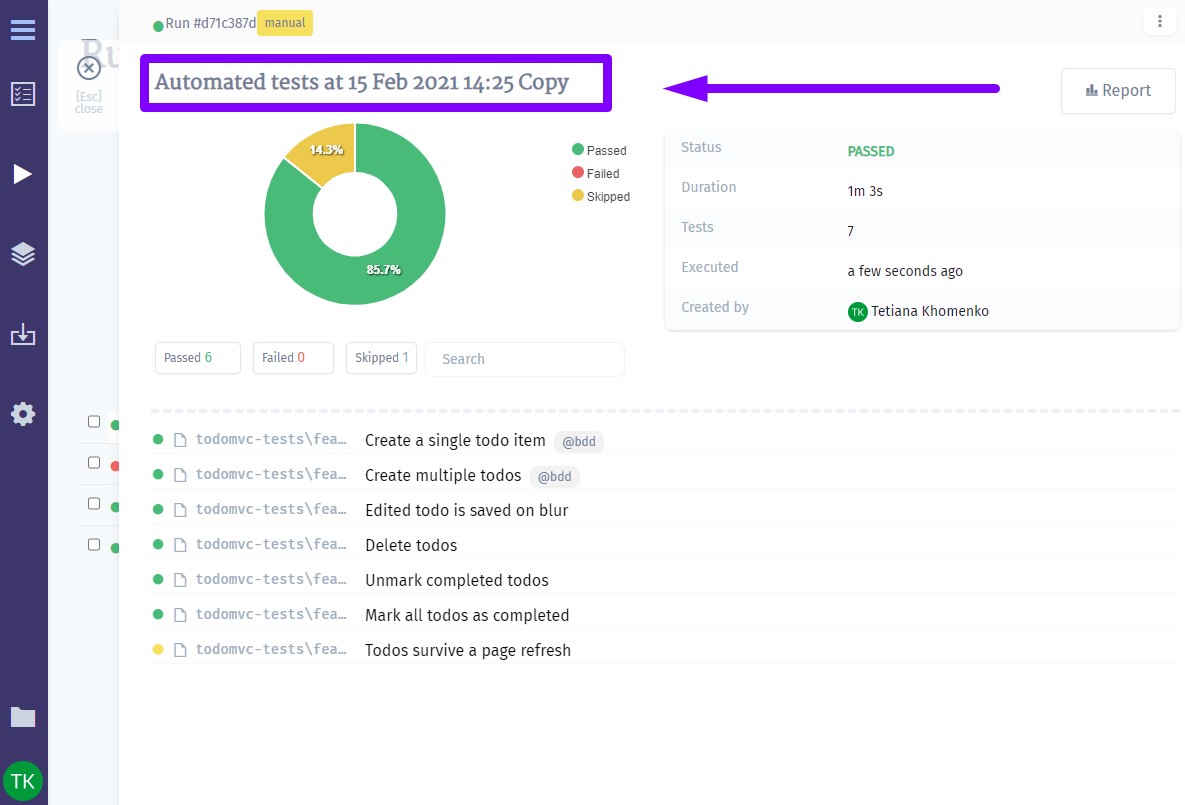 Run #d71c387d manual
Ru
[Esc]
close
Automated tests at 15 Feb 2021 14:25 Copy
Report
14.3%
85.7%
Passed
Failed
Skipped
Status PASSED
Duration 1m 3s
Tests 7
Executed a few seconds ago
Created by TK Tetiana Khomenko
Passed 6 Failed 0 Skipped 1 Search
todomvc-tests\fea… Create a single todo item @bdd
todomvc-tests\fea… Create multiple todos @bdd
todomvc-tests\fea… Edited todo is saved on blur
todomvc-tests\fea… Delete todos
todomvc-tests\fea… Unmark completed todos
todomvc-tests\fea… Mark all todos as completed
todomvc-tests\fea… Todos survive a page refresh
TK